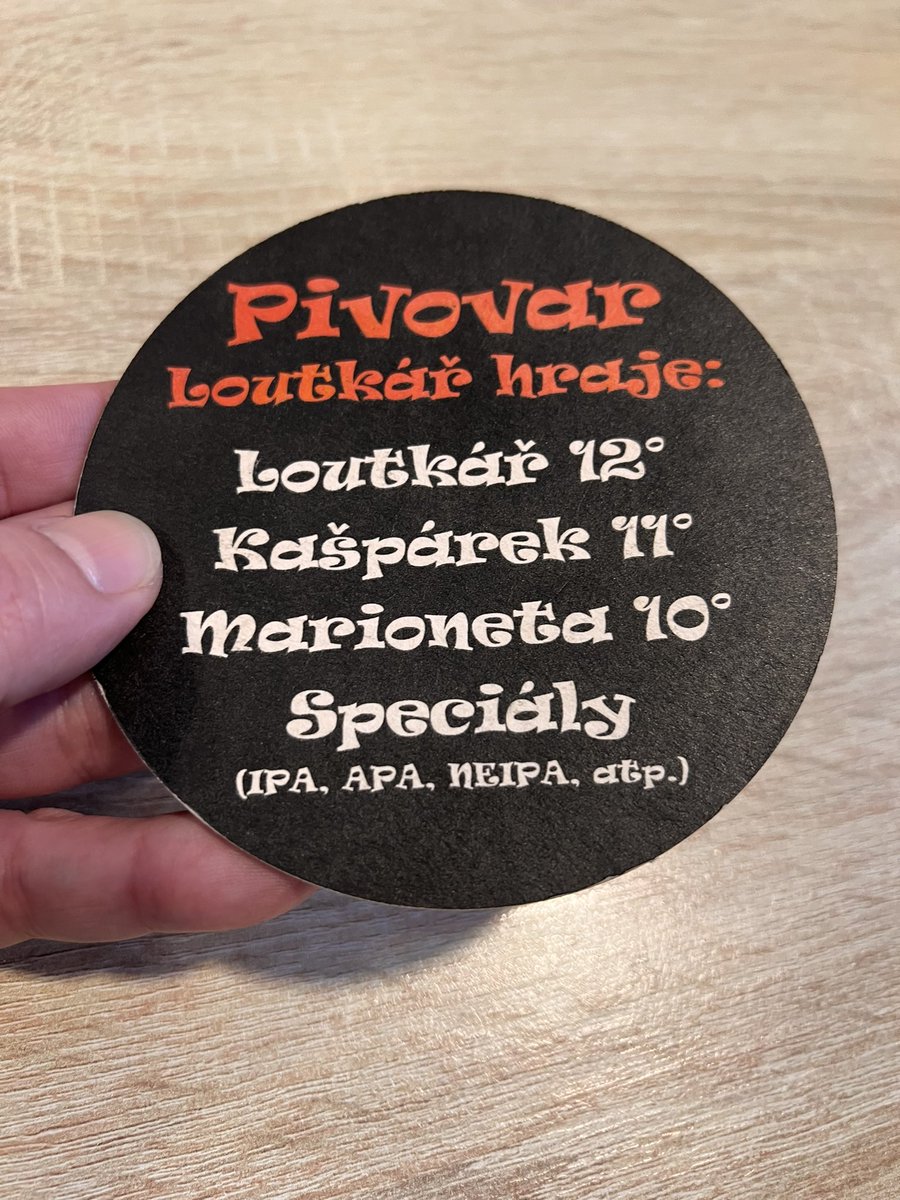 Pivovar
Loutkář hraje:
Loutkář 12°
Kašpárek 11°
Marioneta 10°
Speciály
(IPA, APA, NEIPA, atp.)